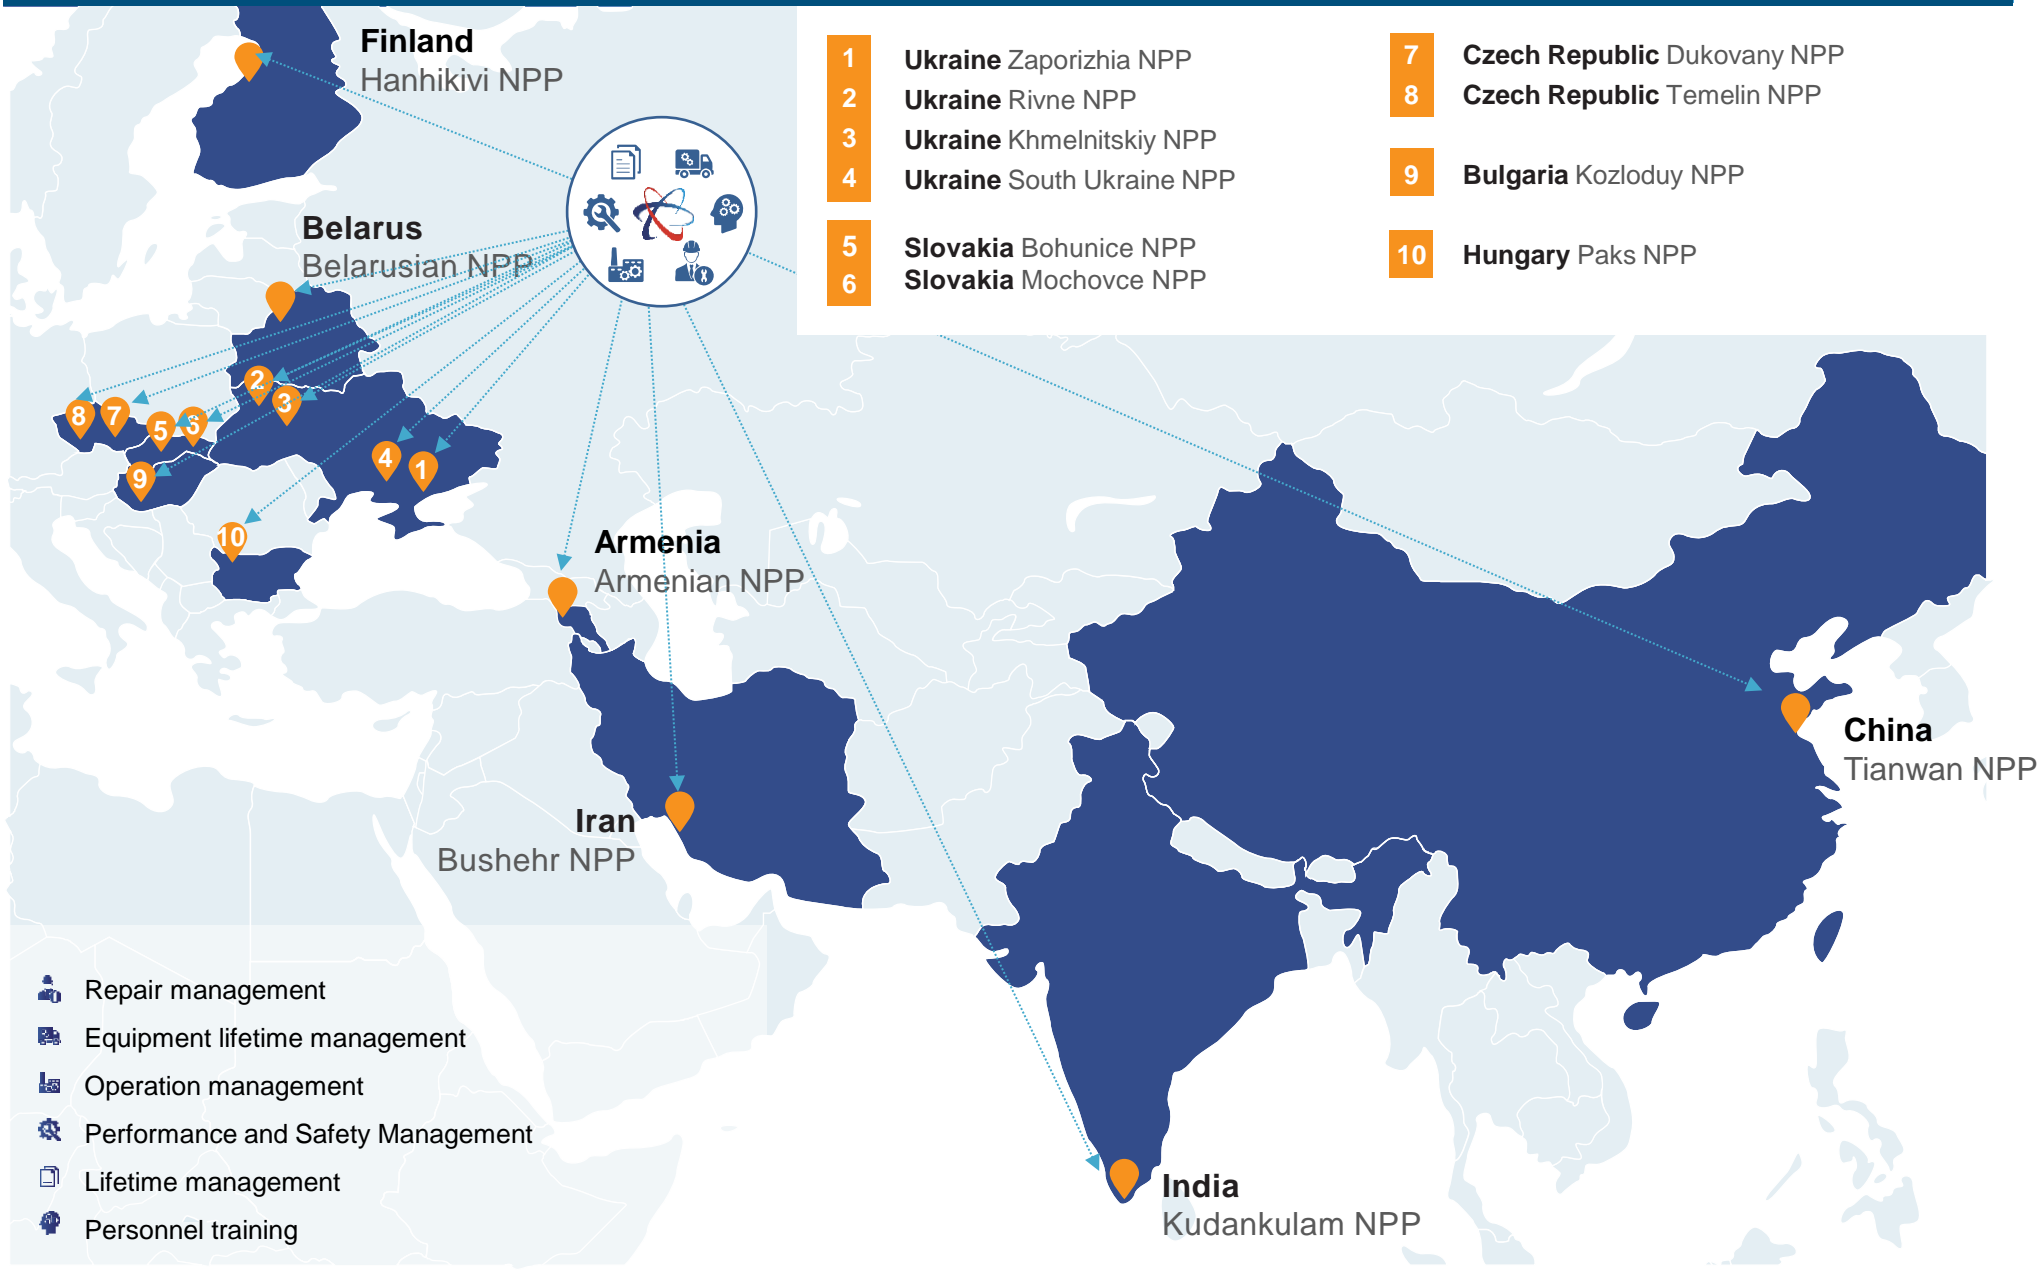 Finland
Hanhikivi NPP
1 Ukraine Zaporizhia NPP
2 Ukraine Rivne NPP
3 Ukraine Khmelnitskiy NPP
4 Ukraine South Ukraine NPP
5 Slovakia Bohunice NPP
6 Slovakia Mochovce NPP
7 Czech Republic Dukovany NPP
8 Czech Republic Temelin NPP
9 Bulgaria Kozloduy NPP
10 Hungary Paks NPP
Belarus
Belarusian NPP
2
3
8
7
5
6
4
1
9
10
Armenia
Armenian NPP
China
Tianwan NPP
Iran
Bushehr NPP
India
Kudankulam NPP
Repair management
Equipment lifetime management
Operation management
Performance and Safety Management
Lifetime management
Personnel training